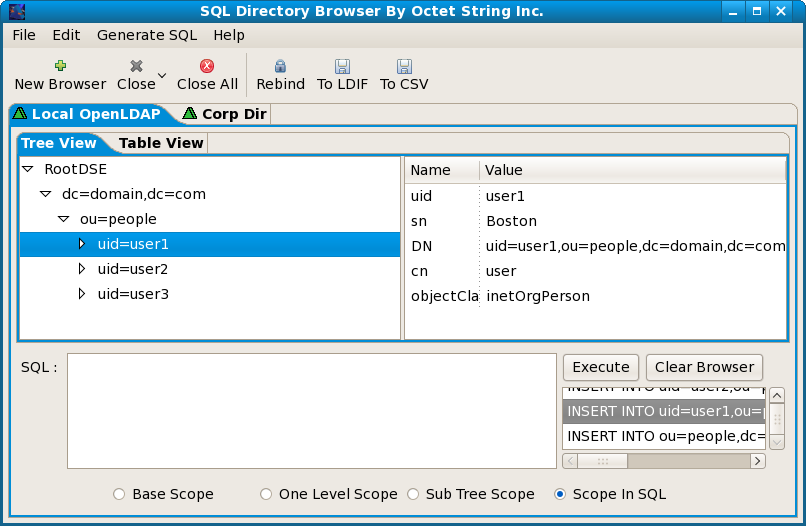 SQL Directory Browser By Octet String Inc.
File Edit Generate SQL Help
New Browser Close Close All Rebind To LDIF To CSV
Local OpenLDAP Corp Dir
Tree View Table View
RootDSE
dc=domain,dc=com
ou=people
uid=user1
uid=user2
uid=user3
Name Value
uid user1
sn Boston
DN uid=user1,ou=people,dc=domain,dc=com
cn user
objectCla inetOrgPerson
SQL :
Execute Clear Browser
INSERT INTO uid=user2,ou=p
INSERT INTO uid=user1,ou=p
INSERT INTO ou=people,dc=
Base Scope One Level Scope Sub Tree Scope Scope In SQL